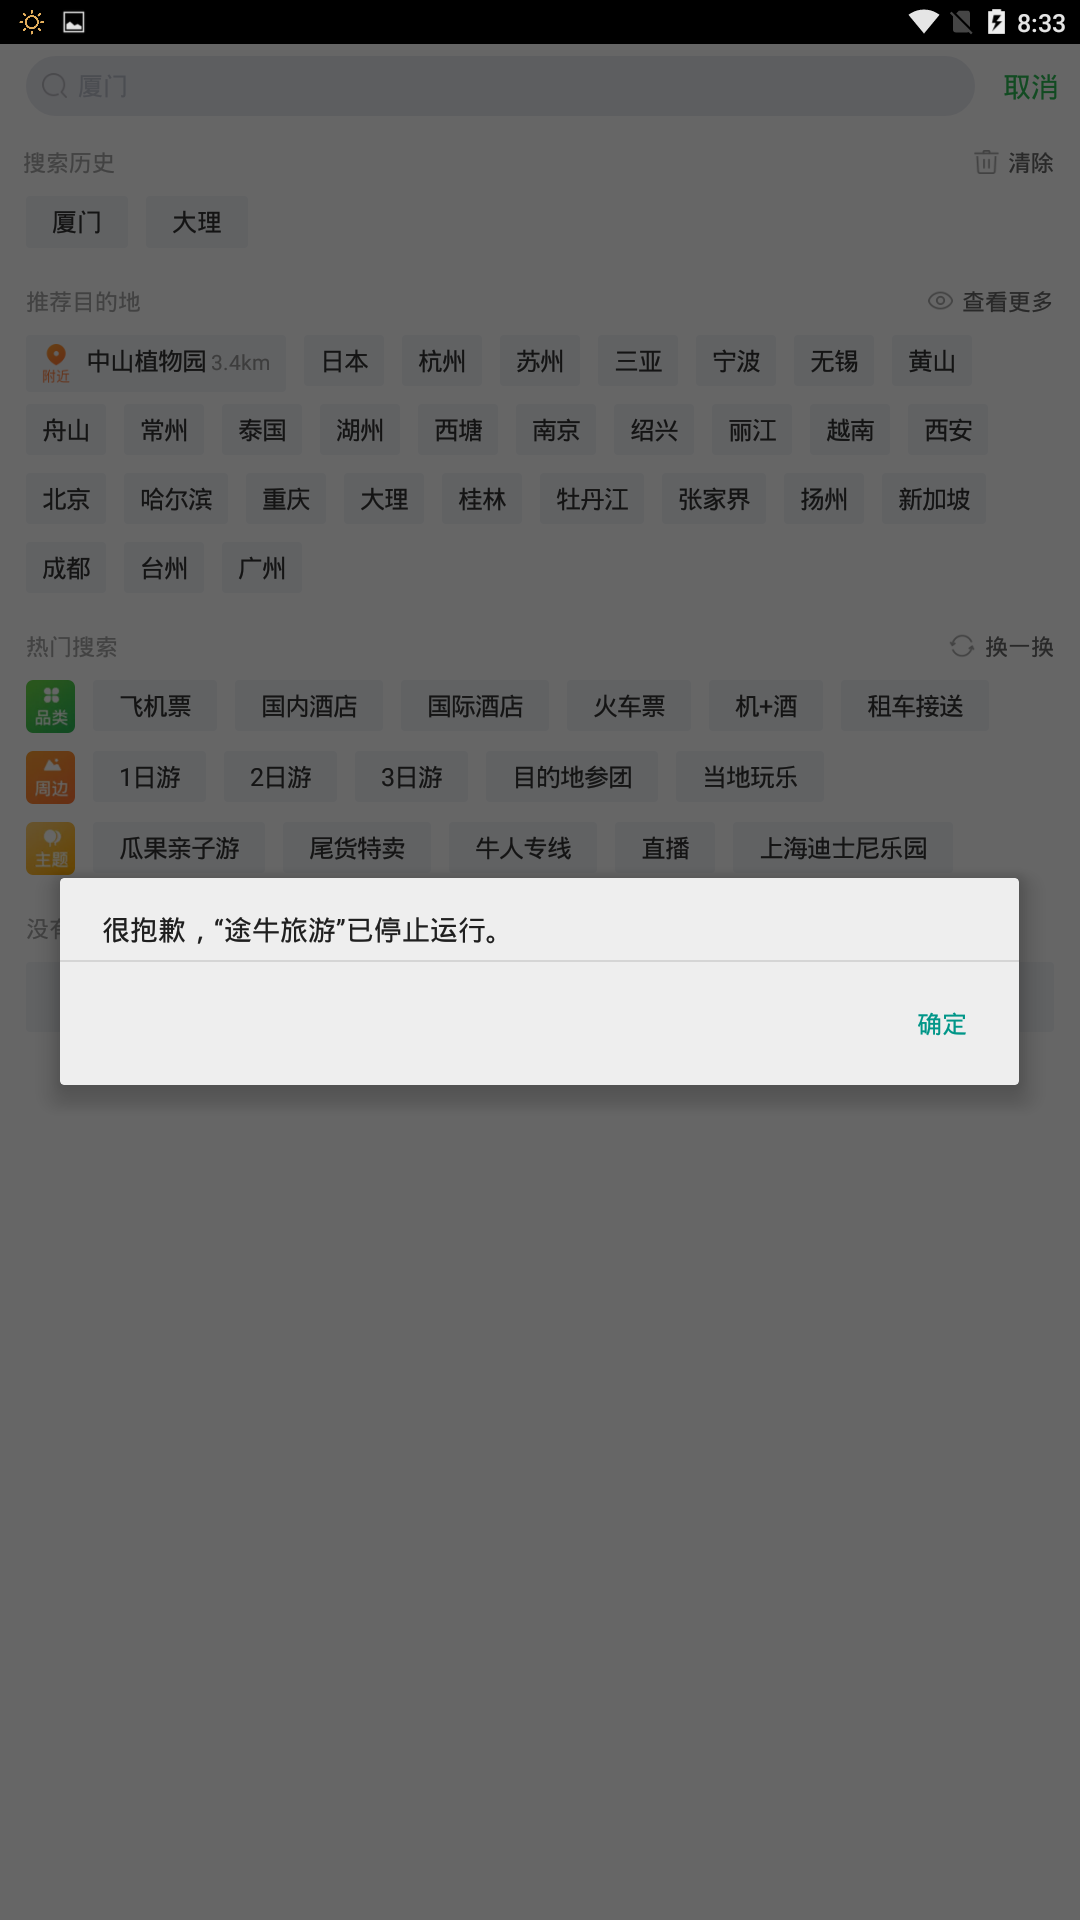 8:33
厦门
取消
搜索历史
清除
厦门 大理
推荐目的地
查看更多
附近 中山植物园 3.4km 日本 杭州 苏州 三亚 宁波 无锡 黄山
舟山 常州 泰国 湖州 西塘 南京 绍兴 丽江 越南 西安
北京 哈尔滨 重庆 大理 桂林 牡丹江 张家界 扬州 新加坡
成都 台州 广州
热门搜索
换一换
品类 飞机票 国内酒店 国际酒店 火车票 机+酒 租车接送
周边 1日游 2日游 3日游 目的地参团 当地玩乐
主题 瓜果亲子游 尾货特卖 牛人专线 直播 上海迪士尼乐园
没
很抱歉，“途牛旅游”已停止运行。
确定